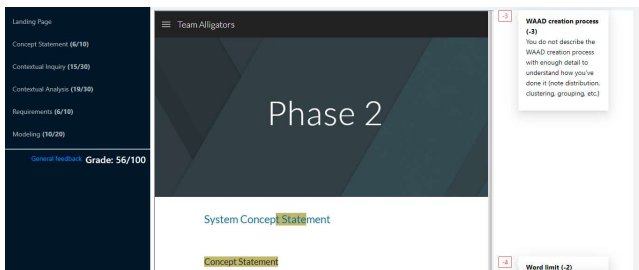 Landing Page
Concept Statement (6/10)
Contextual Inquiry (15/30)
Contextual Analysis (19/30)
Requirements (6/10)
Modeling (10/20)
General feedback Grade: 56/100
Team Alligators
Phase 2
System Concept Statement
Concept Statement
-3
WAAD creation process
(-3)
You do not describe the
WAAD creation process
with enough detail to
understand how you've
done it (note distribution,
clustering, grouping, etc.)
-4
Word limit (-2)